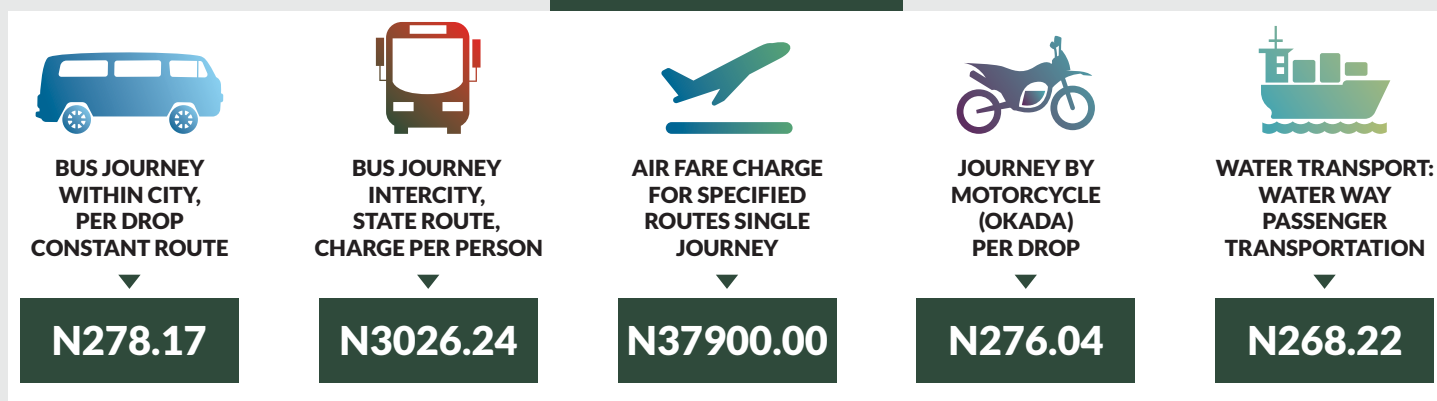 BUS JOURNEY
WITHIN CITY,
PER DROP
CONSTANT ROUTE
N278.17
BUS JOURNEY
INTERCITY,
STATE ROUTE,
CHARGE PER PERSON
N3026.24
AIR FARE CHARGE
FOR SPECIFIED
ROUTES SINGLE
JOURNEY
N37900.00
JOURNEY BY
MOTORCYCLE
(OKADA)
PER DROP
N276.04
WATER TRANSPORT:
WATER WAY
PASSENGER
TRANSPORTATION
N268.22